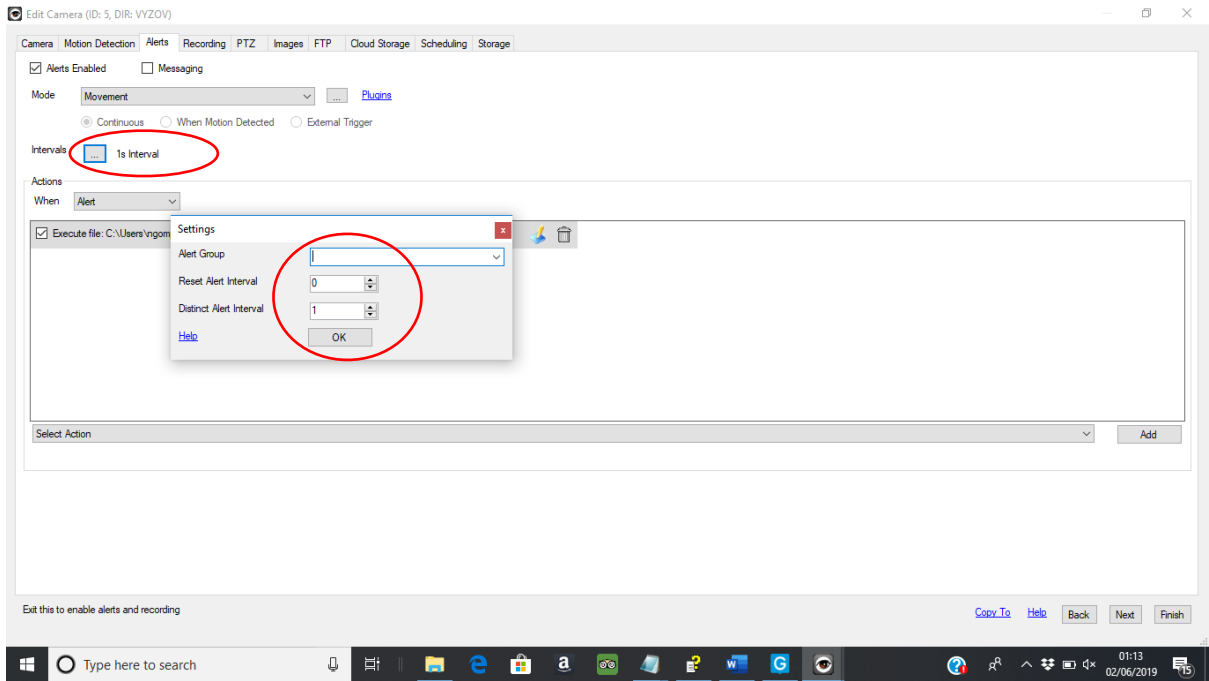 Edit Camera (ID: 5, DIR: VYZOV)
Camera Motion Detection Alerts Recording PTZ Images FTP Cloud Storage Scheduling Storage
Alerts Enabled Messaging
Mode Movement ... Plugins
Continuous When Motion Detected External Trigger
Intervals ... 1s Interval
Actions
When Alert
Execute file: C:\Users\ngom
Settings x
Alert Group
Reset Alert Interval 0
Distinct Alert Interval 1
Help OK
Select Action Add
Exit this to enable alerts and recording Copy To Help Back Next Finish
Type here to search 01:13
02/06/2019 15